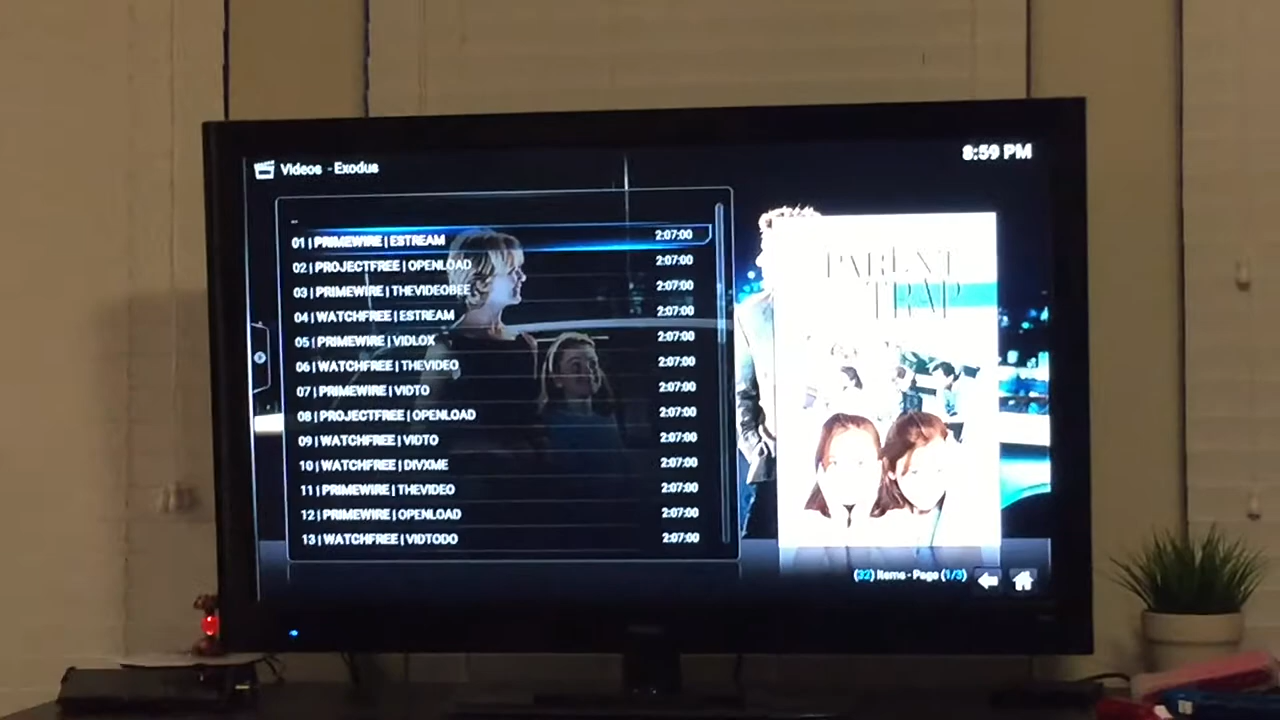 Videos - Exodus
8:59 PM
..
01 | PRIMEWIRE | ESTREAM 2:07:00
02 | PROJECTFREE | OPENLOAD 2:07:00
03 | PRIMEWIRE | THEVIDEOBEE 2:07:00
04 | WATCHFREE | ESTREAM 2:07:00
05 | PRIMEWIRE | VIDLOX 2:07:00
06 | WATCHFREE | THEVIDEO 2:07:00
07 | PRIMEWIRE | VIDTO 2:07:00
08 | PROJECTFREE | OPENLOAD 2:07:00
09 | WATCHFREE | VIDTO 2:07:00
10 | WATCHFREE | DIVXME 2:07:00
11 | PRIMEWIRE | THEVIDEO 2:07:00
12 | PRIMEWIRE | OPENLOAD 2:07:00
13 | WATCHFREE | VIDTODO 2:07:00
PARENT
TRAP
(32) Items - Page (1/3)